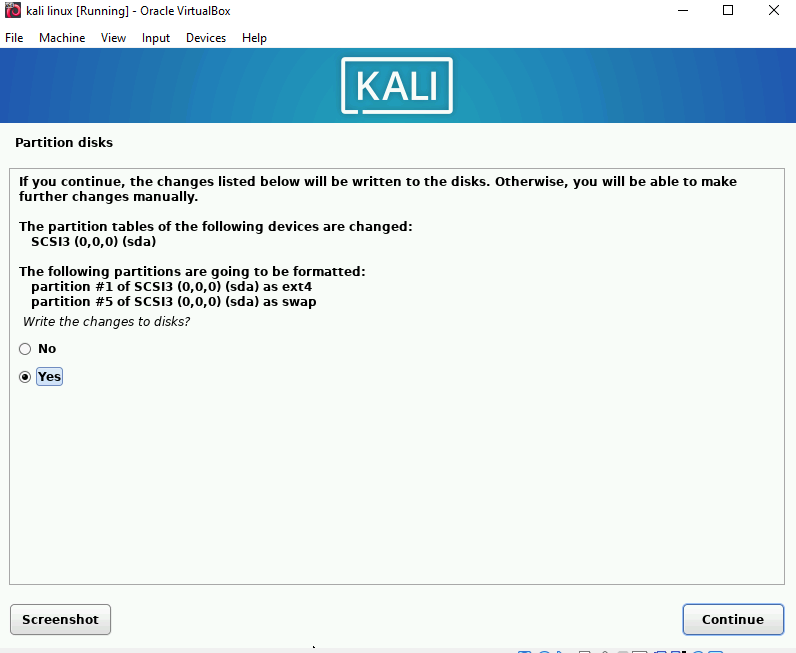 kali linux [Running] - Oracle VirtualBox
File Machine View Input Devices Help
KALI
Partition disks
If you continue, the changes listed below will be written to the disks. Otherwise, you will be able to make
further changes manually.
The partition tables of the following devices are changed:
SCSI3 (0,0,0) (sda)
The following partitions are going to be formatted:
partition #1 of SCSI3 (0,0,0) (sda) as ext4
partition #5 of SCSI3 (0,0,0) (sda) as swap
Write the changes to disks?
No
Yes
Screenshot Continue